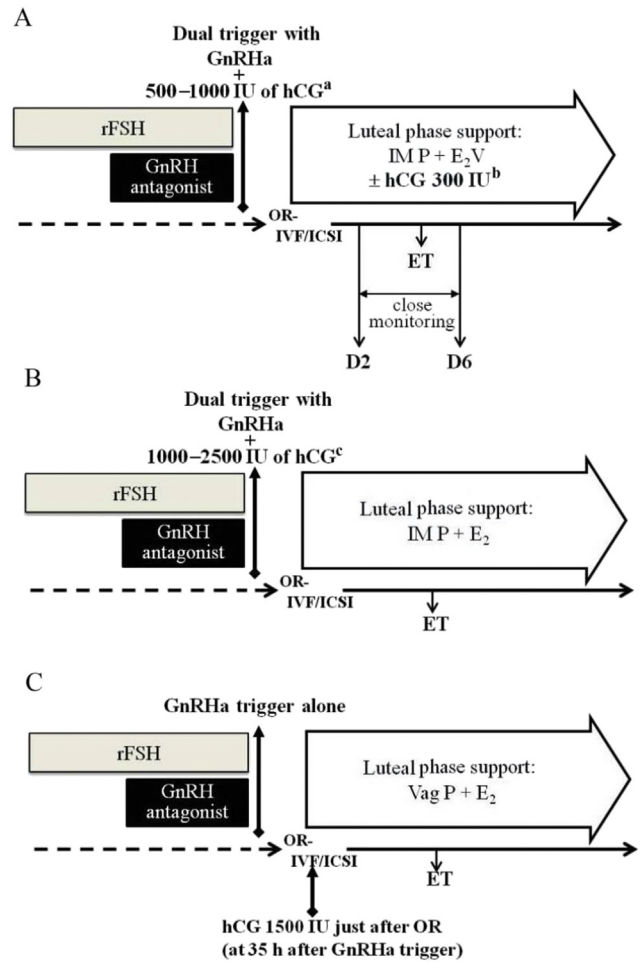 A
Dual trigger with
GnRHa
+
500–1000 IU of hCGᵃ
rFSH
GnRH
antagonist
Luteal phase support:
IM P + E₂V
± hCG 300 IUᵇ
OR-
IVF/ICSI
ET
close
monitoring
D2
D6
B
Dual trigger with
GnRHa
+
1000–2500 IU of hCGᶜ
rFSH
GnRH
antagonist
Luteal phase support:
IM P + E₂
OR-
IVF/ICSI
ET
C
GnRHa trigger alone
rFSH
GnRH
antagonist
Luteal phase support:
Vag P + E₂
OR-
IVF/ICSI
ET
hCG 1500 IU just after OR
(at 35 h after GnRHa trigger)